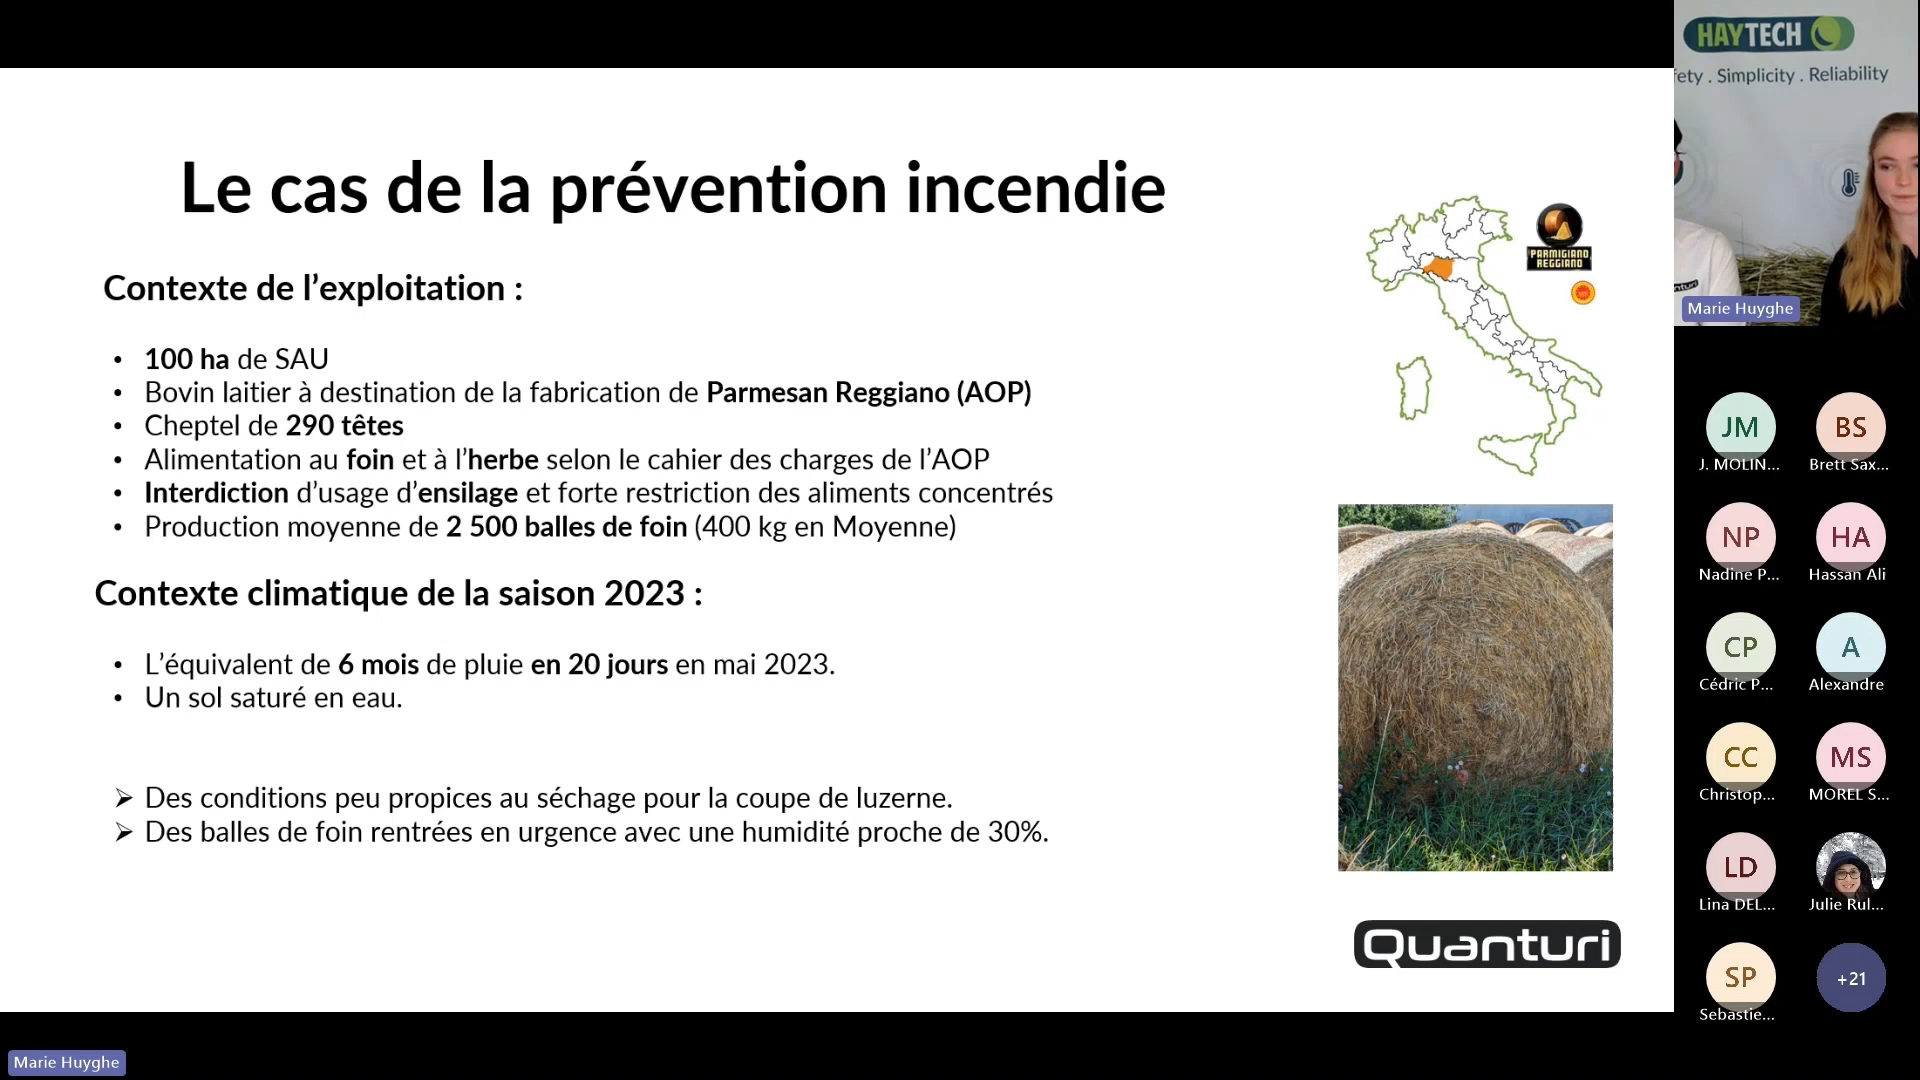 Le cas de la prévention incendie
Contexte de l’exploitation :
• 100 ha de SAU
• Bovin laitier à destination de la fabrication de Parmesan Reggiano (AOP)
• Cheptel de 290 têtes
• Alimentation au foin et à l’herbe selon le cahier des charges de l’AOP
• Interdiction d’usage d’ensilage et forte restriction des aliments concentrés
• Production moyenne de 2 500 balles de foin (400 kg en Moyenne)
Contexte climatique de la saison 2023 :
• L’équivalent de 6 mois de pluie en 20 jours en mai 2023.
• Un sol saturé en eau.
➢ Des conditions peu propices au séchage pour la coupe de luzerne.
➢ Des balles de foin rentrées en urgence avec une humidité proche de 30%.
PARMIGIANO
REGGIANO
Quanturi
HAYTECH
fety . Simplicity . Reliability
Marie Huyghe
JM
J. MOLIN...
BS
Brett Sax...
NP
Nadine P...
HA
Hassan Ali
CP
Cédric P...
A
Alexandre
CC
Christop...
MS
MOREL S...
LD
Lina DEL...
Julie Rul...
SP
Sebastie...
+21
Marie Huyghe